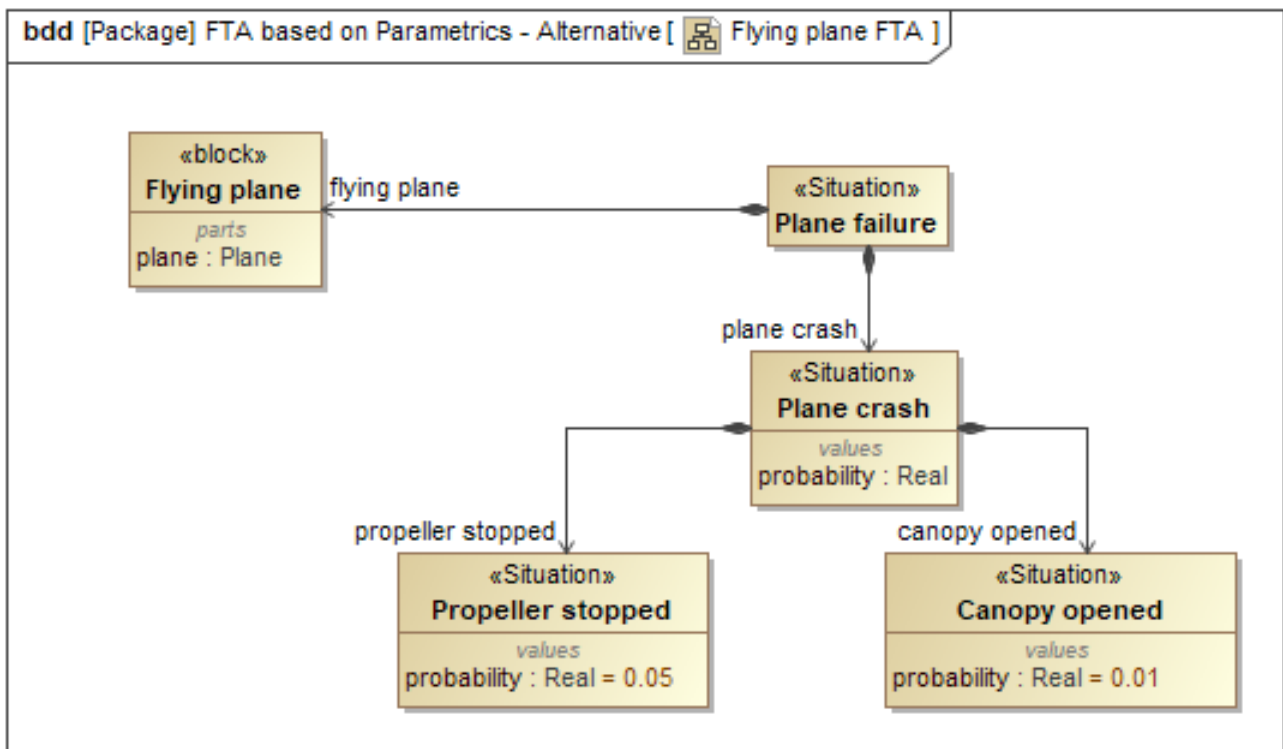 bdd [Package] FTA based on Parametrics - Alternative [ Flying plane FTA ]
«block»
Flying plane
parts
plane : Plane
flying plane
«Situation»
Plane failure
plane crash
«Situation»
Plane crash
values
probability : Real
propeller stopped
«Situation»
Propeller stopped
values
probability : Real = 0.05
canopy opened
«Situation»
Canopy opened
values
probability : Real = 0.01